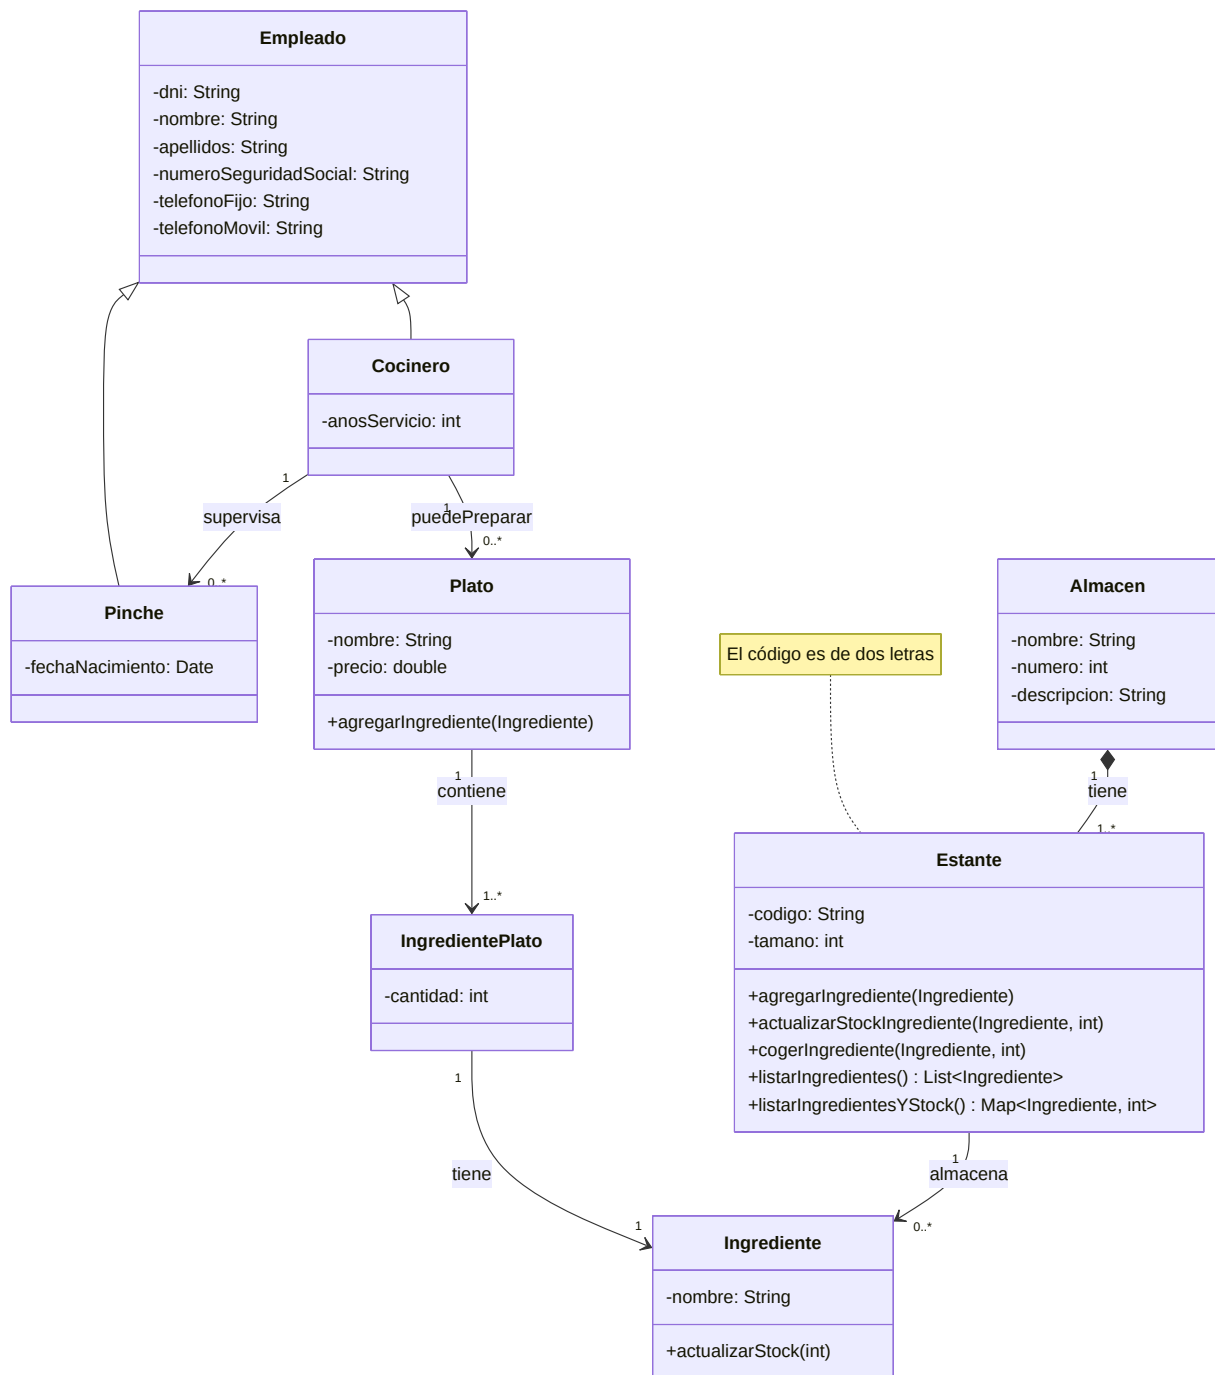 Empleado
-dni: String
-nombre: String
-apellidos: String
-numeroSeguridadSocial: String
-telefonoFijo: String
-telefonoMovil: String
Cocinero
-anosServicio: int
1
supervisa
0..*
1
puedePreparar
0..*
Pinche
-fechaNacimiento: Date
Plato
-nombre: String
-precio: double
+agregarIngrediente(Ingrediente)
El código es de dos letras
Almacen
-nombre: String
-numero: int
-descripcion: String
1
contiene
1..*
1
tiene
1..*
IngredientePlato
-cantidad: int
Estante
-codigo: String
-tamano: int
+agregarIngrediente(Ingrediente)
+actualizarStockIngrediente(Ingrediente, int)
+cogerIngrediente(Ingrediente, int)
+listarIngredientes() : List<Ingrediente>
+listarIngredientesYStock() : Map<Ingrediente, int>
1
tiene
1
1
almacena
0..*
Ingrediente
-nombre: String
+actualizarStock(int)